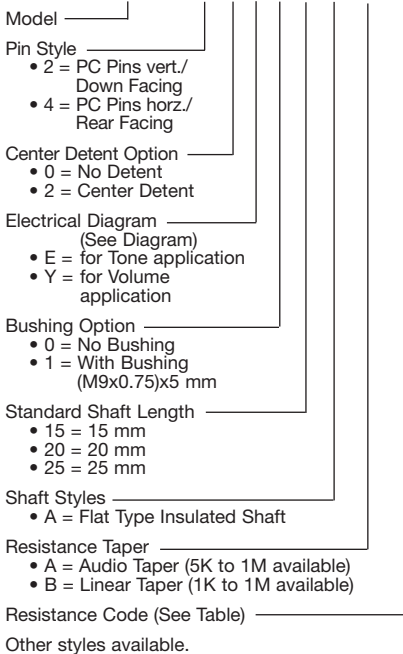 Model
Pin Style
• 2 = PC Pins vert./
Down Facing
• 4 = PC Pins horz./
Rear Facing
Center Detent Option
• 0 = No Detent
• 2 = Center Detent
Electrical Diagram
(See Diagram)
• E = for Tone application
• Y = for Volume
application
Bushing Option
• 0 = No Bushing
• 1 = With Bushing
(M9x0.75)x5 mm
Standard Shaft Length
• 15 = 15 mm
• 20 = 20 mm
• 25 = 25 mm
Shaft Styles
• A = Flat Type Insulated Shaft
Resistance Taper
• A = Audio Taper (5K to 1M available)
• B = Linear Taper (1K to 1M available)
Resistance Code (See Table)
Other styles available.